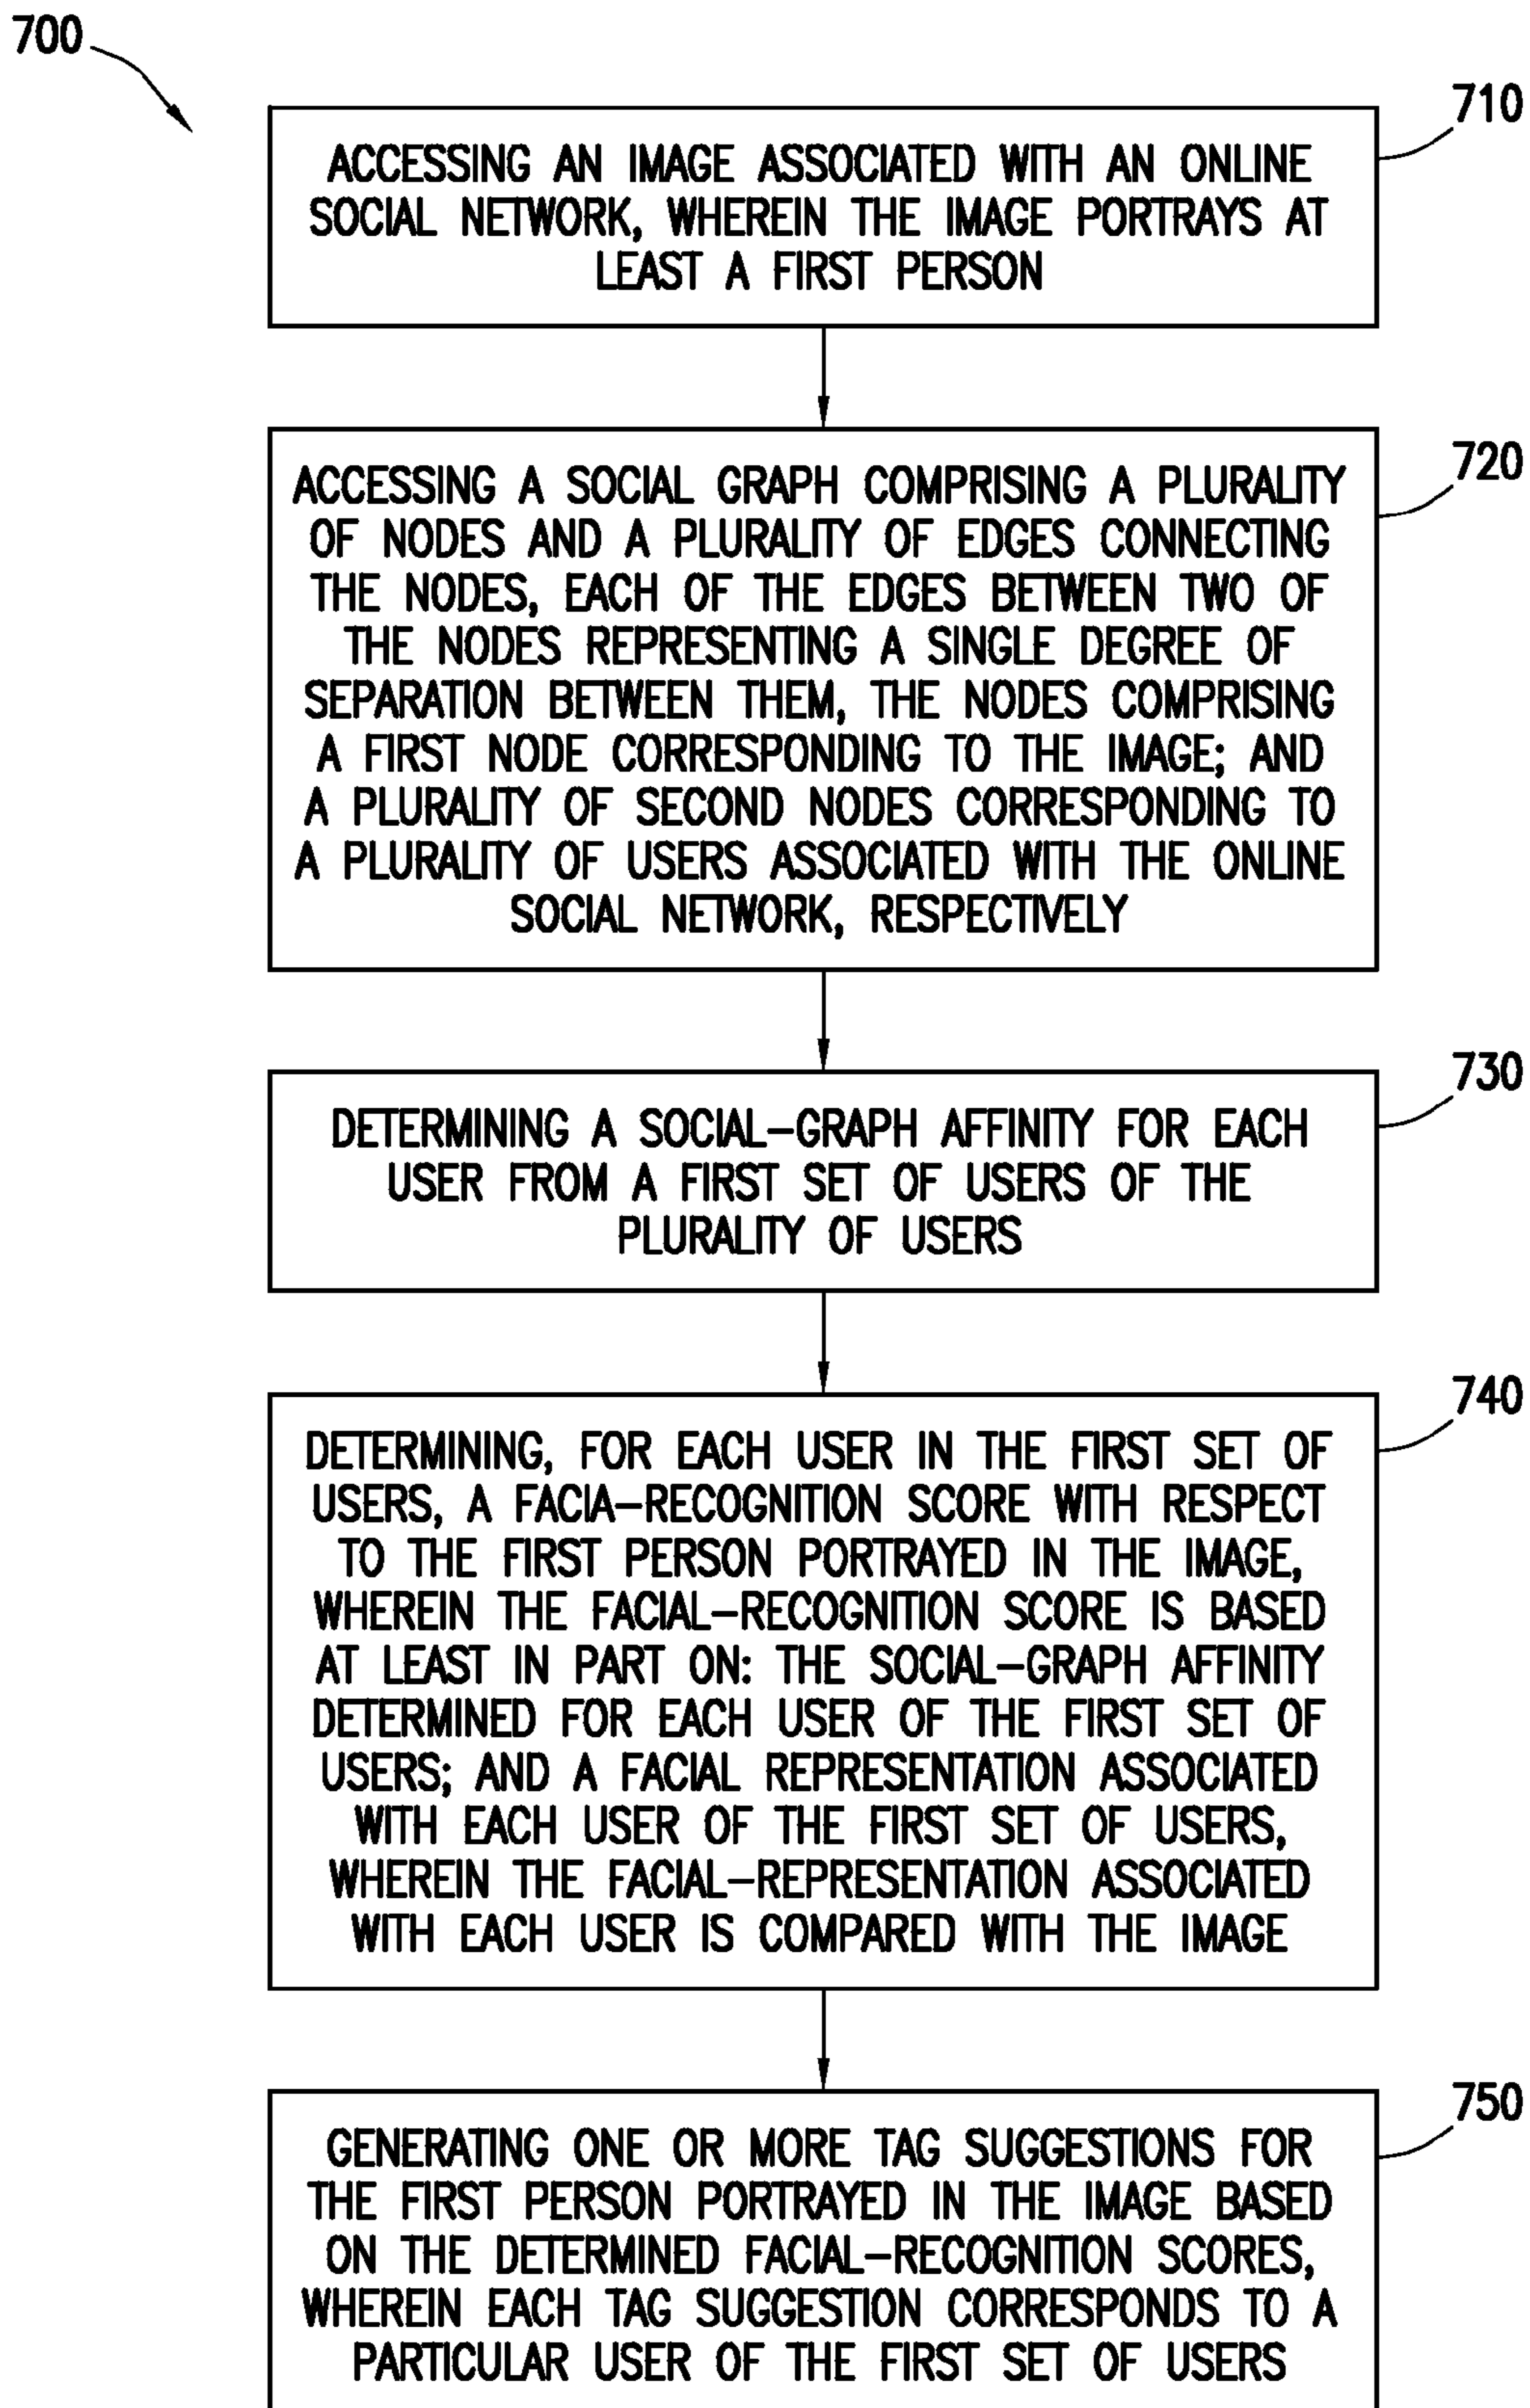 700
710
ACCESSING AN IMAGE ASSOCIATED WITH AN ONLINE
SOCIAL NETWORK, WHEREIN THE IMAGE PORTRAYS AT
LEAST A FIRST PERSON
720
ACCESSING A SOCIAL GRAPH COMPRISING A PLURALITY
OF NODES AND A PLURALITY OF EDGES CONNECTING
THE NODES, EACH OF THE EDGES BETWEEN TWO OF
THE NODES REPRESENTING A SINGLE DEGREE OF
SEPARATION BETWEEN THEM, THE NODES COMPRISING
A FIRST NODE CORRESPONDING TO THE IMAGE; AND
A PLURALITY OF SECOND NODES CORRESPONDING TO
A PLURALITY OF USERS ASSOCIATED WITH THE ONLINE
SOCIAL NETWORK, RESPECTIVELY
730
DETERMINING A SOCIAL-GRAPH AFFINITY FOR EACH
USER FROM A FIRST SET OF USERS OF THE
PLURALITY OF USERS
740
DETERMINING, FOR EACH USER IN THE FIRST SET OF
USERS, A FACIA-RECOGNITION SCORE WITH RESPECT
TO THE FIRST PERSON PORTRAYED IN THE IMAGE,
WHEREIN THE FACIAL-RECOGNITION SCORE IS BASED
AT LEAST IN PART ON: THE SOCIAL-GRAPH AFFINITY
DETERMINED FOR EACH USER OF THE FIRST SET OF
USERS; AND A FACIAL REPRESENTATION ASSOCIATED
WITH EACH USER OF THE FIRST SET OF USERS,
WHEREIN THE FACIAL-REPRESENTATION ASSOCIATED
WITH EACH USER IS COMPARED WITH THE IMAGE
750
GENERATING ONE OR MORE TAG SUGGESTIONS FOR
THE FIRST PERSON PORTRAYED IN THE IMAGE BASED
ON THE DETERMINED FACIAL-RECOGNITION SCORES,
WHEREIN EACH TAG SUGGESTION CORRESPONDS TO A
PARTICULAR USER OF THE FIRST SET OF USERS